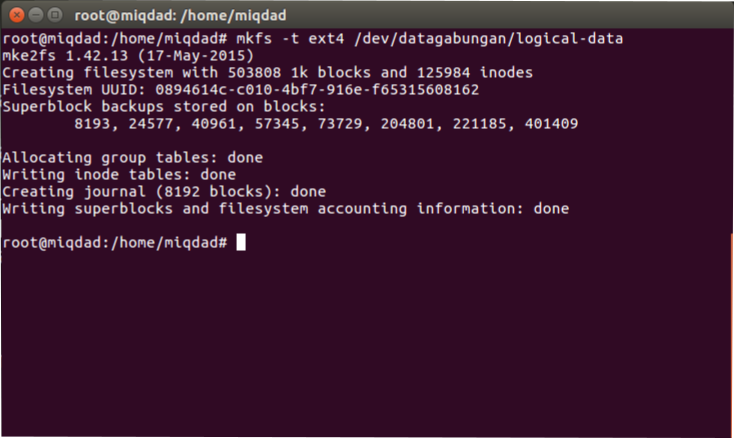 root@miqdad: /home/miqdad
root@miqdad:/home/miqdad# mkfs -t ext4 /dev/datagabungan/logical-data
mke2fs 1.42.13 (17-May-2015)
Creating filesystem with 503808 1k blocks and 125984 inodes
Filesystem UUID: 0894614c-c010-4bf7-916e-f65315608162
Superblock backups stored on blocks:
        8193, 24577, 40961, 57345, 73729, 204801, 221185, 401409

Allocating group tables: done
Writing inode tables: done
Creating journal (8192 blocks): done
Writing superblocks and filesystem accounting information: done

root@miqdad:/home/miqdad#